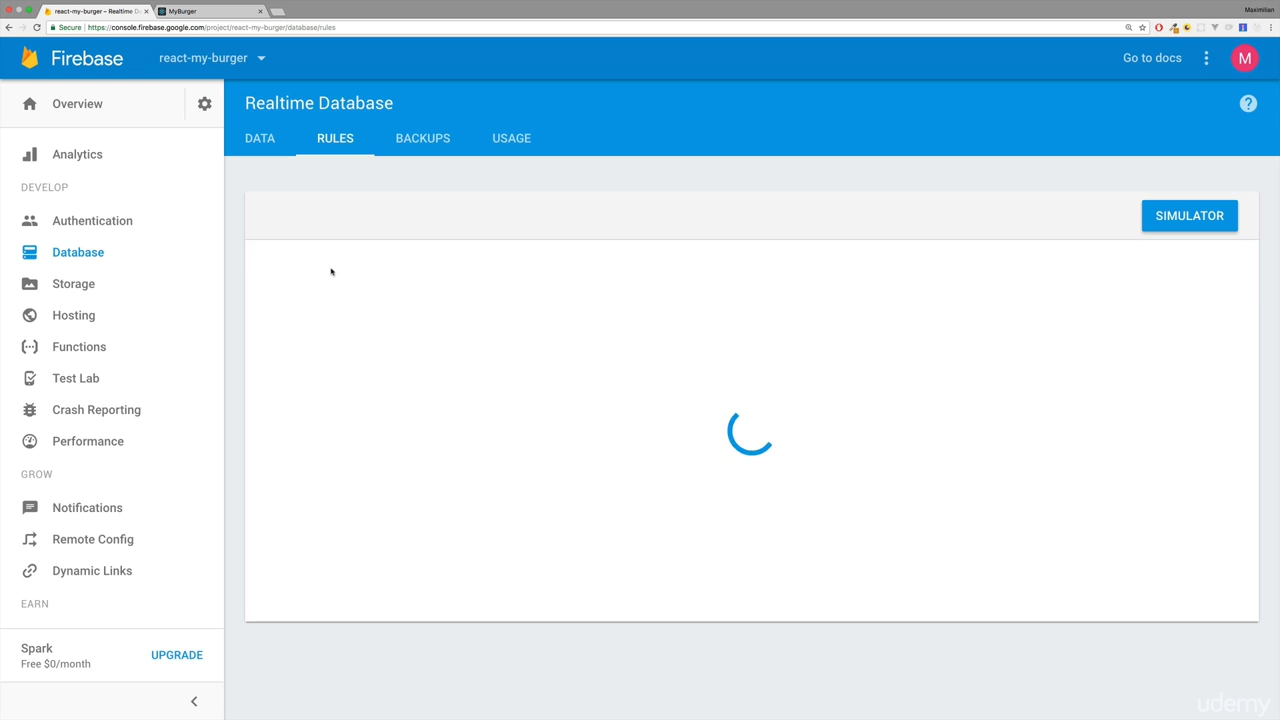 react-my-burger – Realtime Da
MyBurger
Maximilian
Secure
https://console.firebase.google.com/project/react-my-burger/database/rules
Firebase
react-my-burger
Go to docs
M
Overview
Realtime Database
?
DATA
RULES
BACKUPS
USAGE
Analytics
DEVELOP
Authentication
SIMULATOR
Database
Storage
Hosting
Functions
Test Lab
Crash Reporting
Performance
GROW
Notifications
Remote Config
Dynamic Links
EARN
Spark
Free $0/month
UPGRADE
udemy